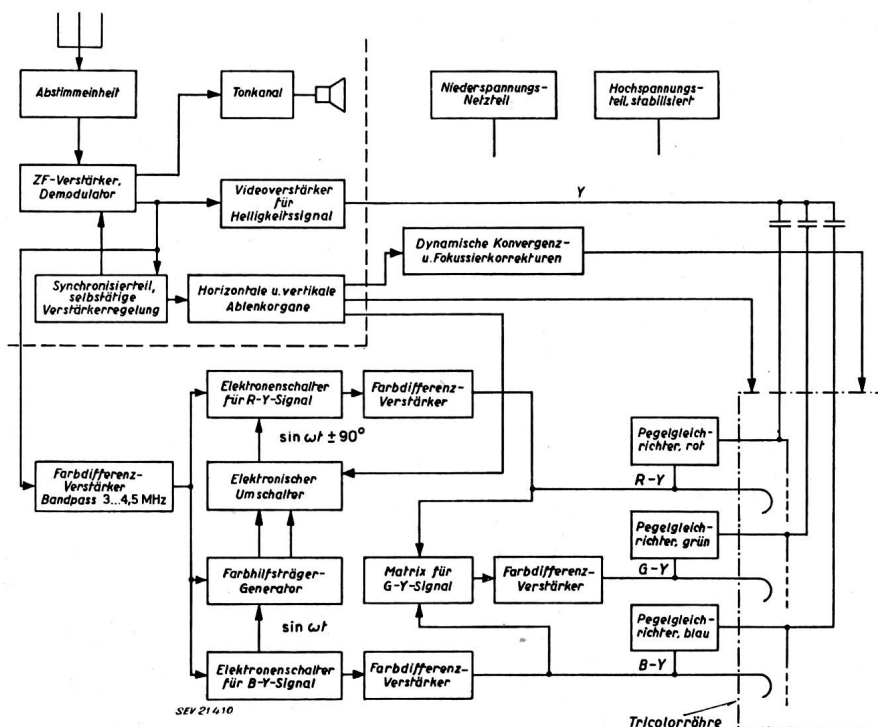 Abstimmeinheit
Tonkanal
Niederspannungs-
Netzteil
Hochspannungs-
teil, stabilisiert
ZF-Verstärker,
Demodulator
Videoverstärker
für
Helligkeitssignal
Y
Dynamische Konvergenz-
u. Fokussierkorrekturen
Synchronisierteil,
selbstätige
Verstärkerregelung
Horizontale u. vertikale
Ablenkorgane
Elektronenschalter
für R-Y-Signal
Farbdifferenz-
Verstärker
sin ωt ± 90°
Pegelgleich-
richter, rot
Farbdifferenz-
Verstärker
Bandpass 3...4,5 MHz
Elektronischer
Umschalter
R-Y
Pegelgleich-
richter, grün
Farbhilfsträger-
Generator
Matrix für
G-Y-Signal
Farbdifferenz-
Verstärker
G-Y
sin ωt
Pegelgleich-
richter, blau
Elektronenschalter
für B-Y-Signal
Farbdifferenz-
Verstärker
B-Y
SEV 21410
Tricolorröhre